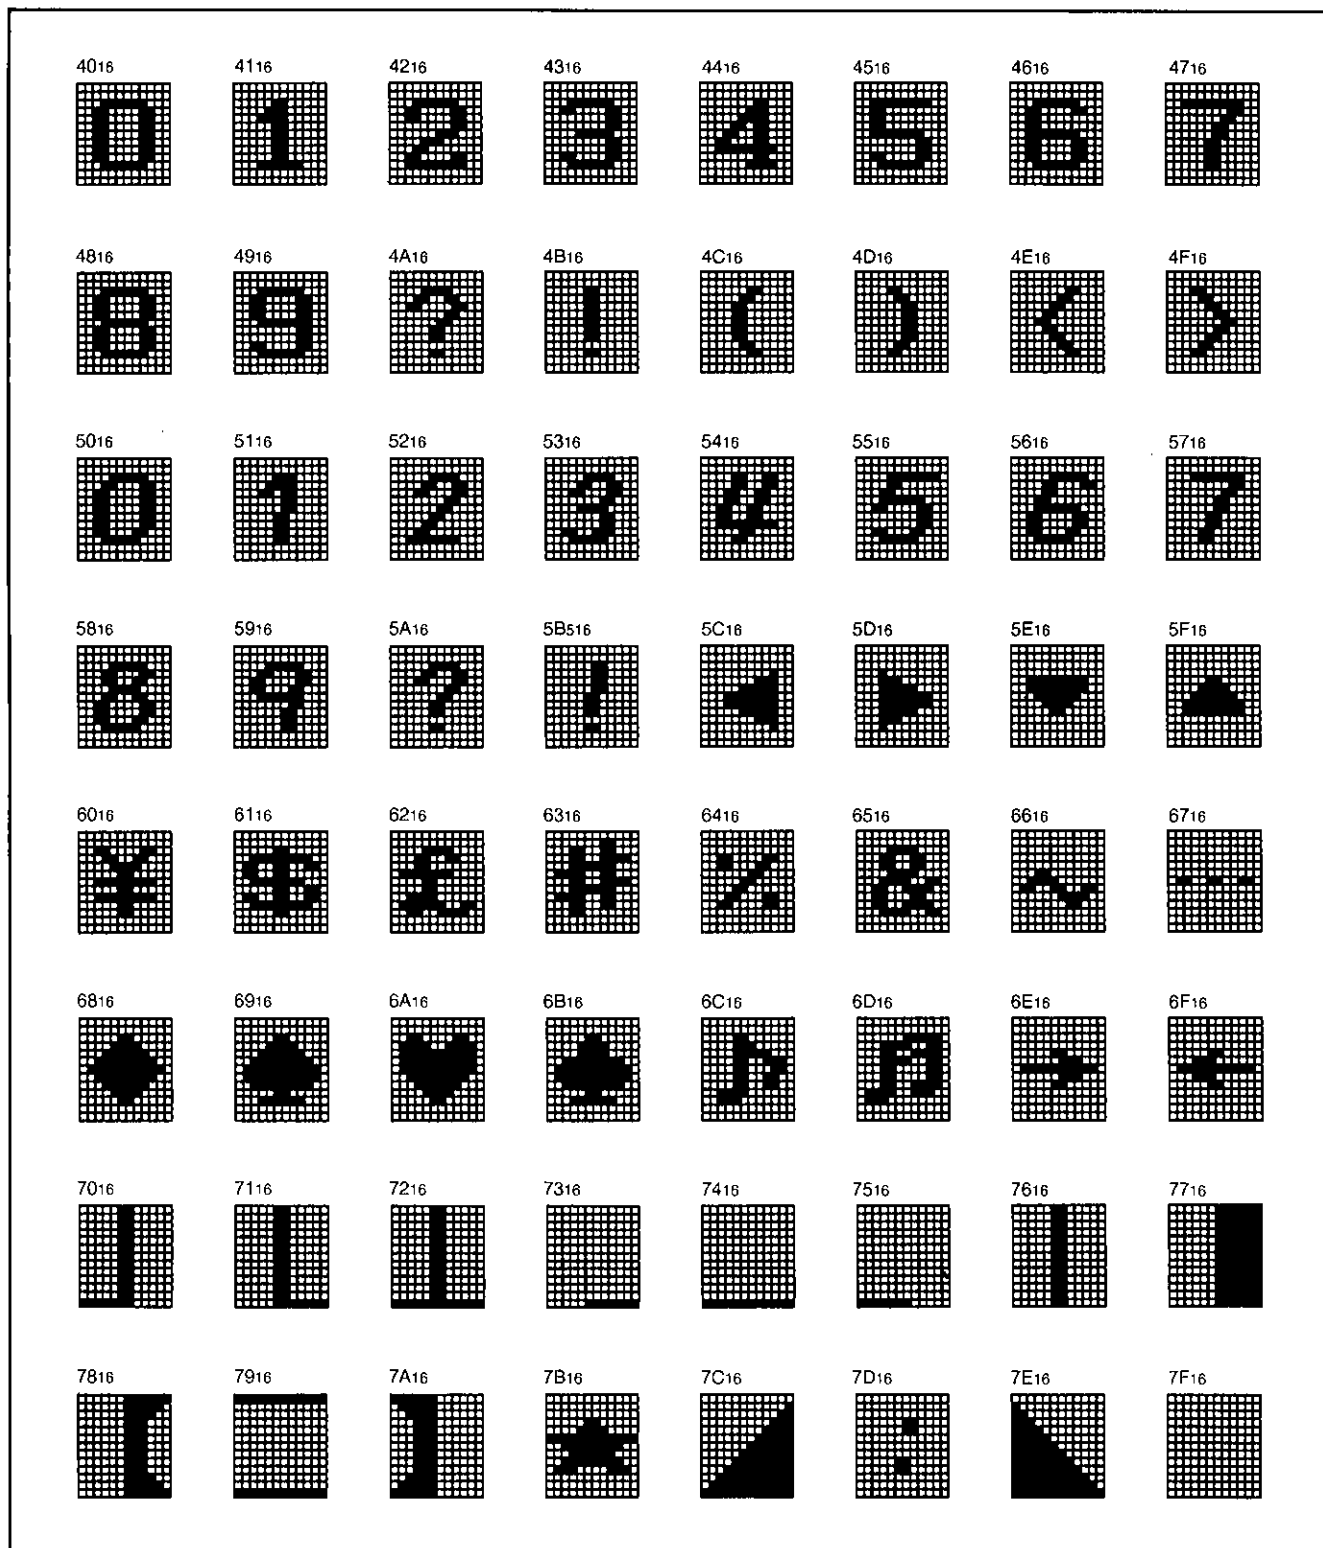 4016 4116 4216 4316 4416 4516 4616 4716
0 1 2 3 4 5 6 7
4816 4916 4A16 4B16 4C16 4D16 4E16 4F16
8 9 ? ! ( ) < >
5016 5116 5216 5316 5416 5516 5616 5716
0 1 2 3 4 5 6 7
5816 5916 5A16 5B516 5C16 5D16 5E16 5F16
8 9 ? ! ◀ ▶ ▼ ▲
6016 6116 6216 6316 6416 6516 6616 6716
¥ $ £ # % & ~ ---
6816 6916 6A16 6B16 6C16 6D16 6E16 6F16
♦ ♠ ♥ ♣ ♪ ♫ → ←
7016 7116 7216 7316 7416 7516 7616 7716
7816 7916 7A16 7B16 7C16 7D16 7E16 7F16
★ :